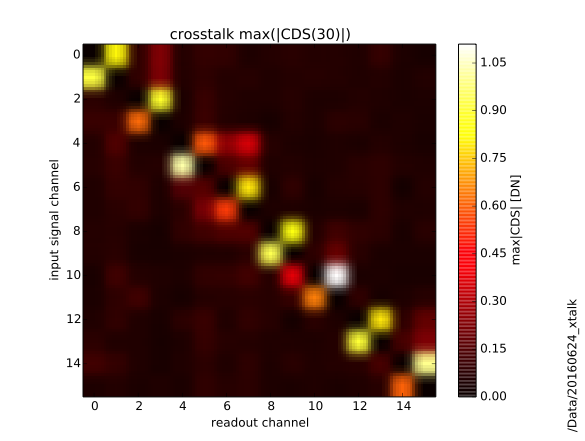 crosstalk max(|CDS(30)|)
input signal channel
0
2
4
6
8
10
12
14
0 2 4 6 8 10 12 14
readout channel
1.05
0.90
0.75
0.60
0.45
0.30
0.15
0.00
max|CDS| [DN]
/Data/20160624_xtalk